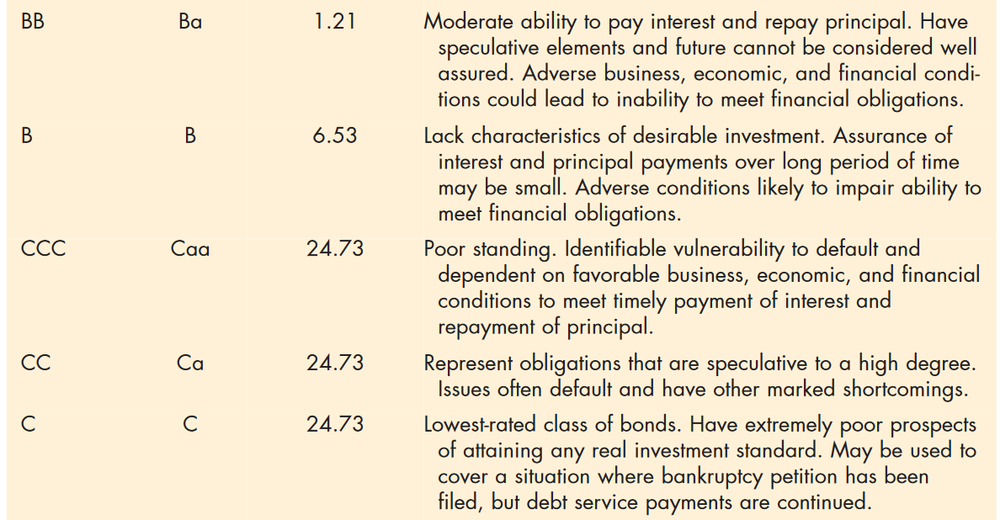 BB Ba 1.21 Moderate ability to pay interest and repay principal. Have
speculative elements and future cannot be considered well
assured. Adverse business, economic, and financial condi-
tions could lead to inability to meet financial obligations.
B B 6.53 Lack characteristics of desirable investment. Assurance of
interest and principal payments over long period of time
may be small. Adverse conditions likely to impair ability to
meet financial obligations.
CCC Caa 24.73 Poor standing. Identifiable vulnerability to default and
dependent on favorable business, economic, and financial
conditions to meet timely payment of interest and
repayment of principal.
CC Ca 24.73 Represent obligations that are speculative to a high degree.
Issues often default and have other marked shortcomings.
C C 24.73 Lowest-rated class of bonds. Have extremely poor prospects
of attaining any real investment standard. May be used to
cover a situation where bankruptcy petition has been
filed, but debt service payments are continued.